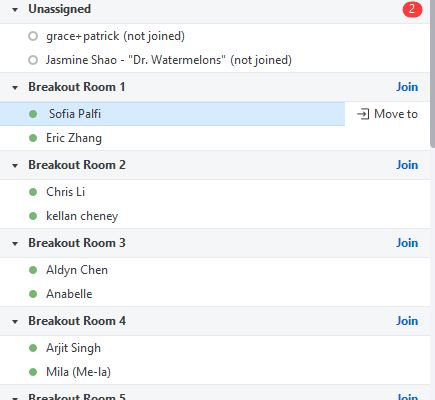 Unassigned 2
grace+patrick (not joined)
Jasmine Shao - "Dr. Watermelons" (not joined)
Breakout Room 1 Join
Sofia Palfi Move to
Eric Zhang
Breakout Room 2 Join
Chris Li
kellan cheney
Breakout Room 3 Join
Aldyn Chen
Anabelle
Breakout Room 4 Join
Arjit Singh
Mila (Me-la)
Breakout Room 5 Join